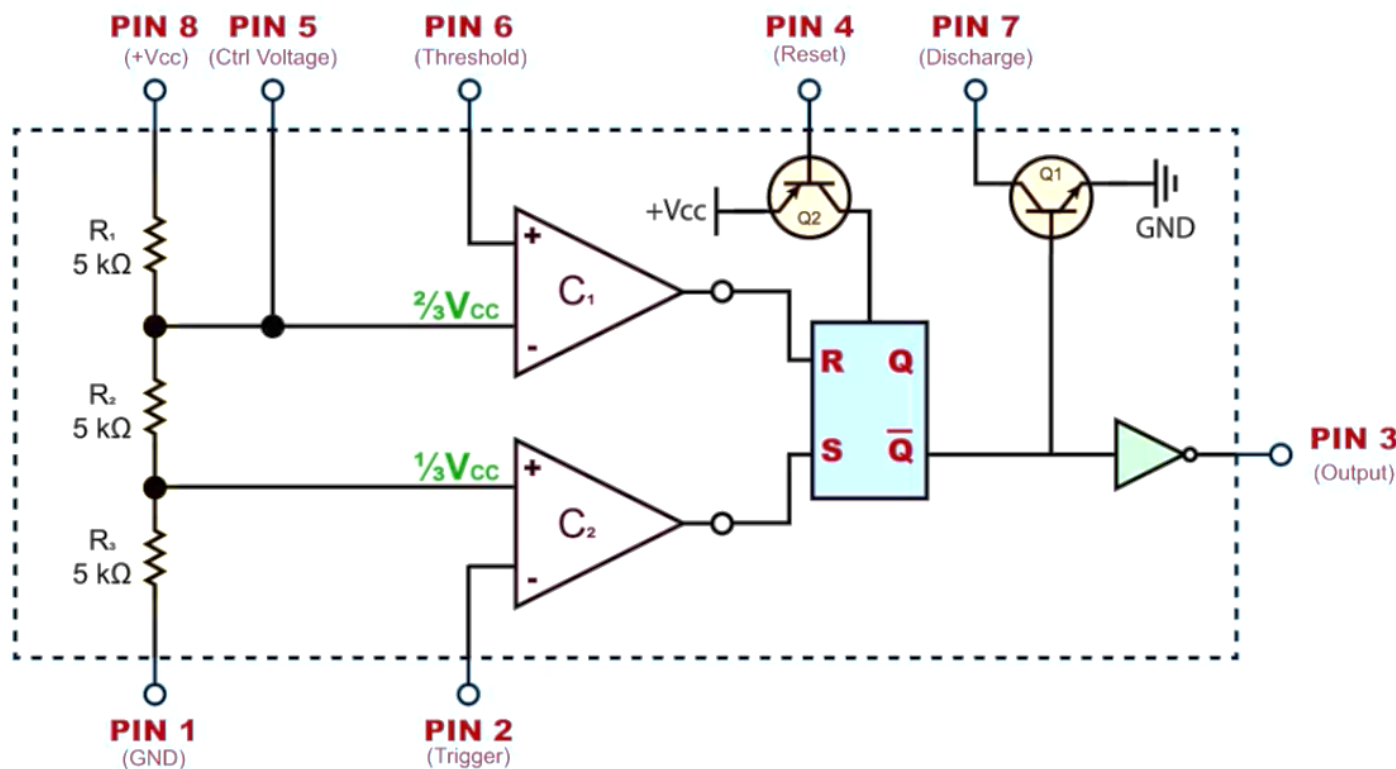 PIN 8
(+Vcc)
PIN 5
(Ctrl Voltage)
PIN 6
(Threshold)
PIN 4
(Reset)
PIN 7
(Discharge)
R₁
5 kΩ
+
C₁
-
⅔VCC
+Vcc
Q2
Q1
GND
R₂
5 kΩ
R Q
S Q̅
PIN 3
(Output)
⅓VCC
+
C₂
-
R₃
5 kΩ
PIN 1
(GND)
PIN 2
(Trigger)